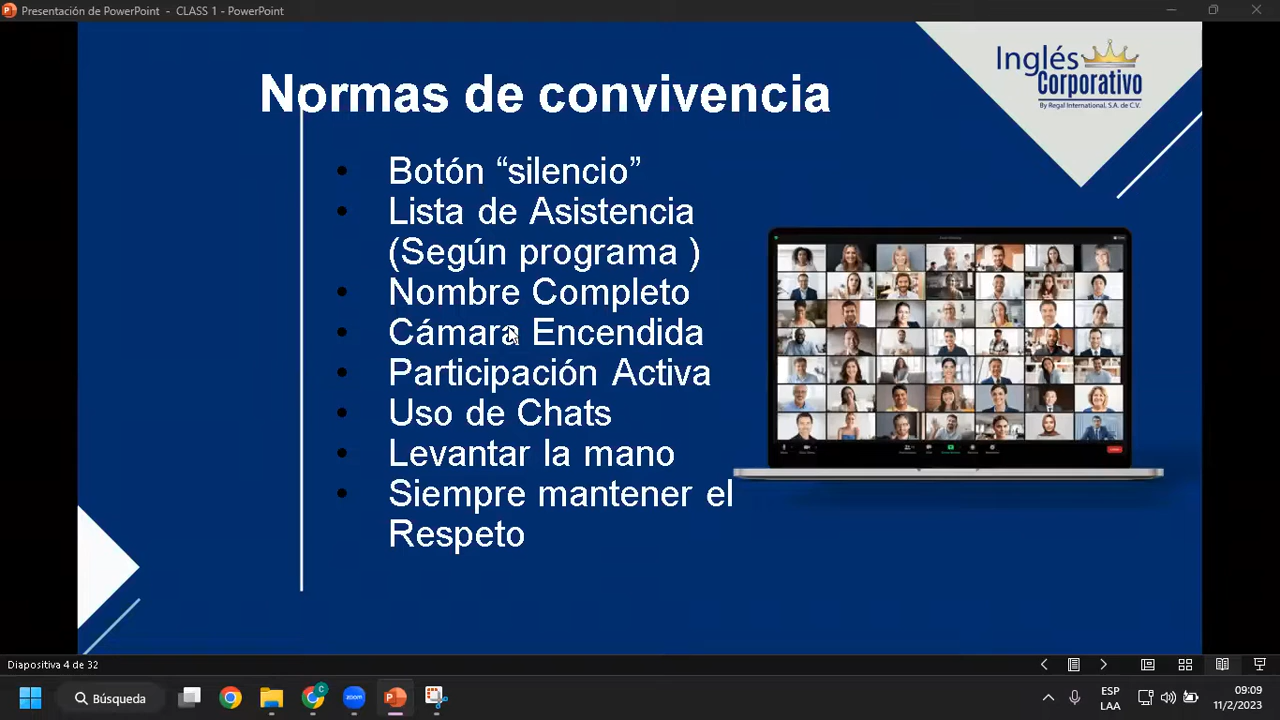 Presentación de PowerPoint - CLASS 1 - PowerPoint
Normas de convivencia
Inglés
Corporativo
By Regal International, S.A. de C.V.
• Botón “silencio”
• Lista de Asistencia
(Según programa )
• Nombre Completo
• Cámara Encendida
• Participación Activa
• Uso de Chats
• Levantar la mano
• Siempre mantener el
Respeto
Diapositiva 4 de 32
Búsqueda
C
zoom
ESP
LAA
09:09
11/2/2023